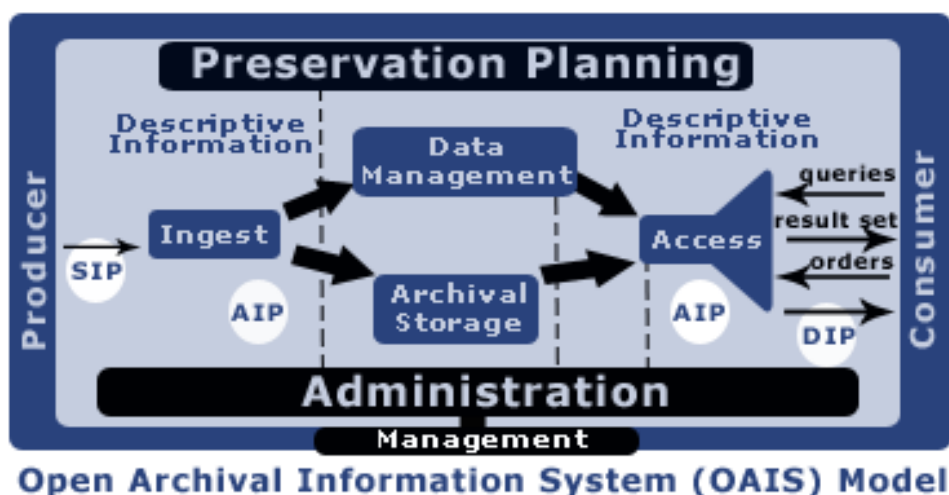 Preservation Planning
Descriptive
Information
Descriptive
Information
Data
Management
queries
Producer
Ingest
Access
result set
Consumer
SIP
orders
AIP
Archival
Storage
AIP
DIP
Administration
Management
Open Archival Information System (OAIS) Model